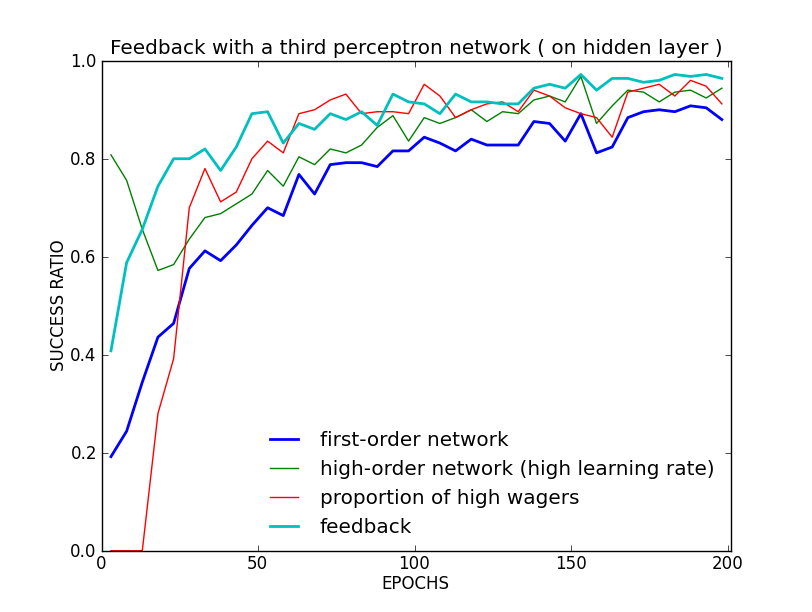 Feedback with a third perceptron network ( on hidden layer )
1.0
0.8
0.6
0.4
0.2
0.0
SUCCESS RATIO
first-order network
high-order network (high learning rate)
proportion of high wagers
feedback
0 50 100 150 200
EPOCHS